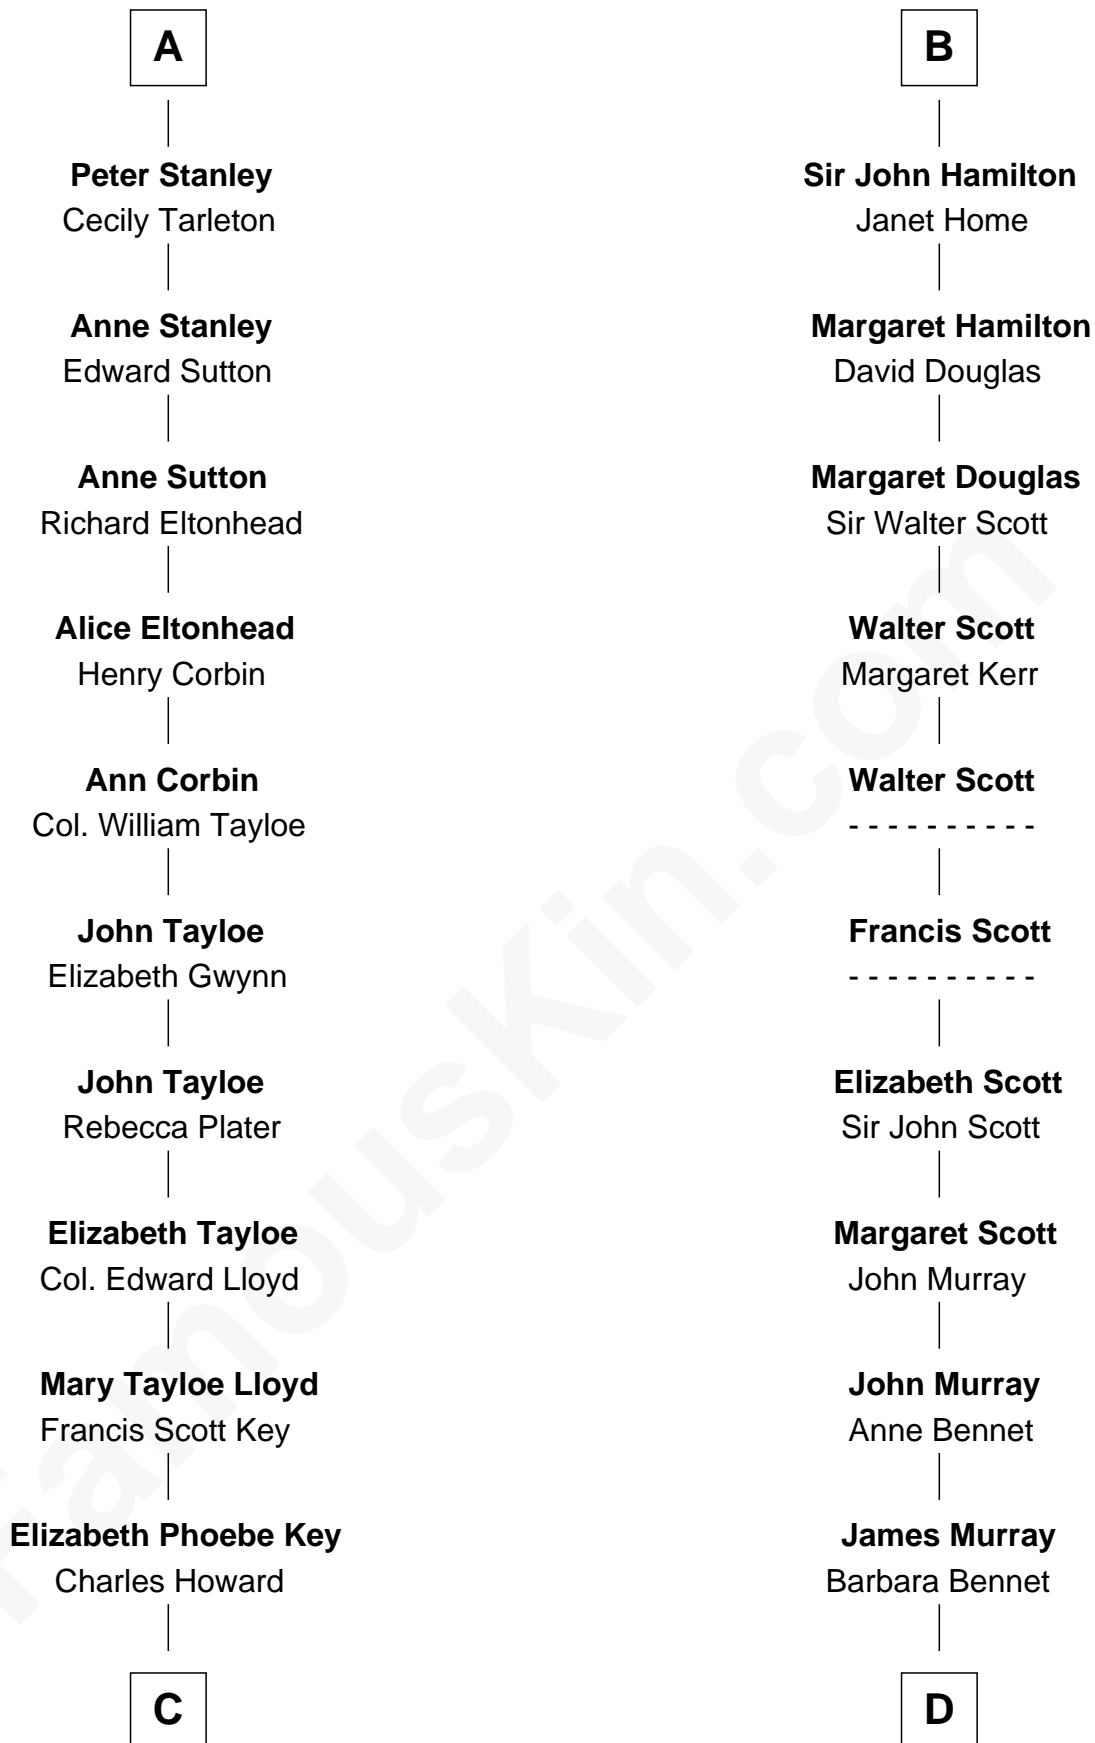 A
Peter Stanley
Cecily Tarleton
Anne Stanley
Edward Sutton
Anne Sutton
Richard Eltonhead
Alice Eltonhead
Henry Corbin
Ann Corbin
Col. William Tayloe
John Tayloe
Elizabeth Gwynn
John Tayloe
Rebecca Plater
Elizabeth Tayloe
Col. Edward Lloyd
Mary Tayloe Lloyd
Francis Scott Key
Elizabeth Phoebe Key
Charles Howard
C
B
Sir John Hamilton
Janet Home
Margaret Hamilton
David Douglas
Margaret Douglas
Sir Walter Scott
Walter Scott
Margaret Kerr
Walter Scott
- - - - - - - - - -
Francis Scott
- - - - - - - - - -
Elizabeth Scott
Sir John Scott
Margaret Scott
John Murray
John Murray
Anne Bennet
James Murray
Barbara Bennet
D
FamousKin.com